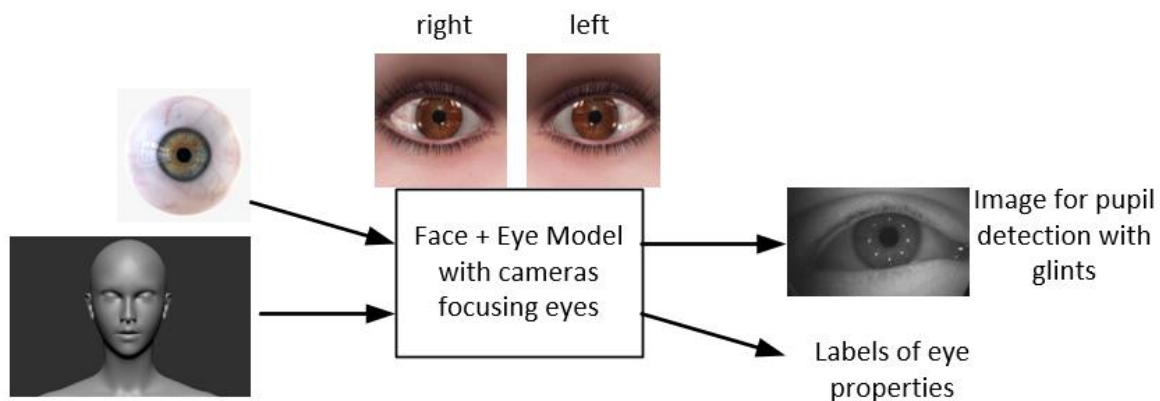 right
left
Face + Eye Model
with cameras
focusing eyes
Image for pupil
detection with
glints
Labels of eye
properties